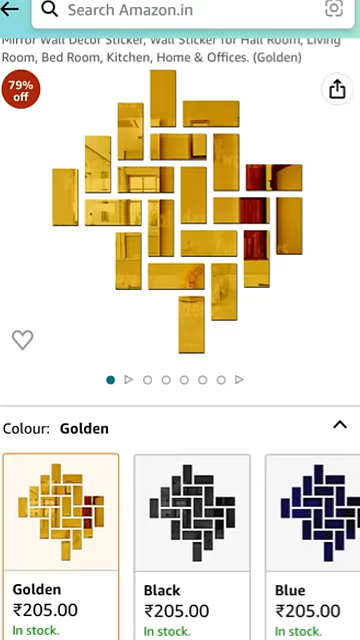 Search Amazon.in
Mirror Wall Decor Sticker, Wall Sticker for Hall Room, Living
Room, Bed Room, Kitchen, Home & Offices. (Golden)
79%
off
Colour: Golden
Golden
₹205.00
In stock.
Black
₹205.00
In stock.
Blue
₹205.00
In stock.